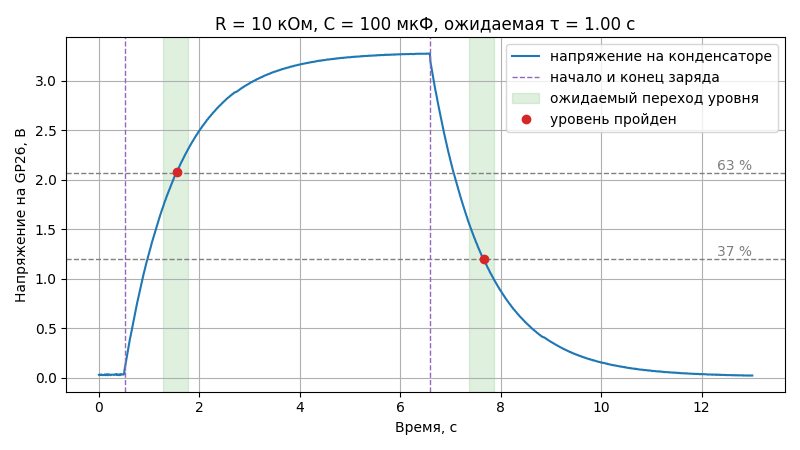 R = 10 кОм, C = 100 мкФ, ожидаемая τ = 1.00 с
напряжение на конденсаторе
начало и конец заряда
ожидаемый переход уровня
уровень пройден
Напряжение на GP26, В
3.0
2.5
2.0
1.5
1.0
0.5
0.0
63 %
37 %
0 2 4 6 8 10 12
Время, с